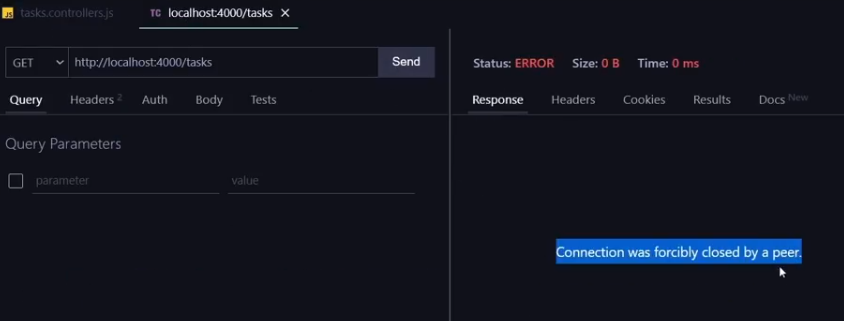 JS tasks.controllers.js TC localhost:4000/tasks ✕
GET http://localhost:4000/tasks Send
Status: ERROR Size: 0 B Time: 0 ms
Query Headers 2 Auth Body Tests
Response Headers Cookies Results Docs New
Query Parameters
parameter value
Connection was forcibly closed by a peer.